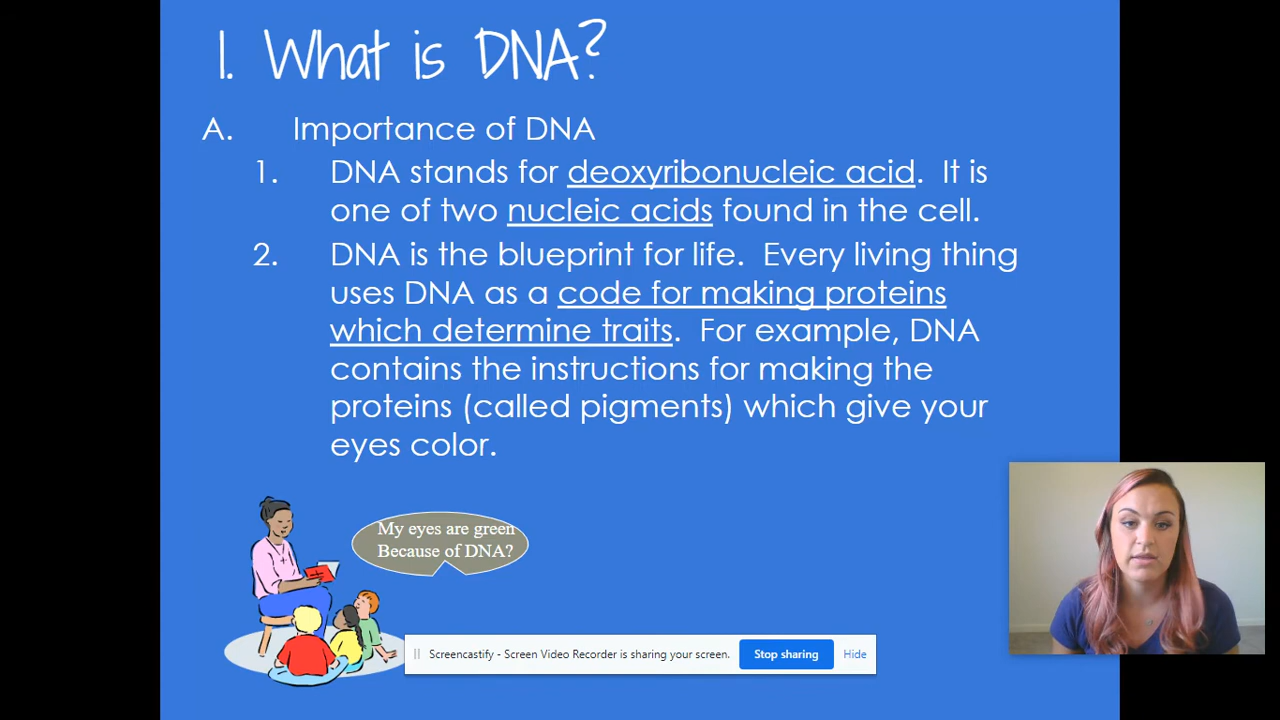 1. What is DNA?
A. Importance of DNA
1. DNA stands for deoxyribonucleic acid. It is
one of two nucleic acids found in the cell.
2. DNA is the blueprint for life. Every living thing
uses DNA as a code for making proteins
which determine traits. For example, DNA
contains the instructions for making the
proteins (called pigments) which give your
eyes color.
My eyes are green
Because of DNA?
Screencastify - Screen Video Recorder is sharing your screen. Stop sharing Hide